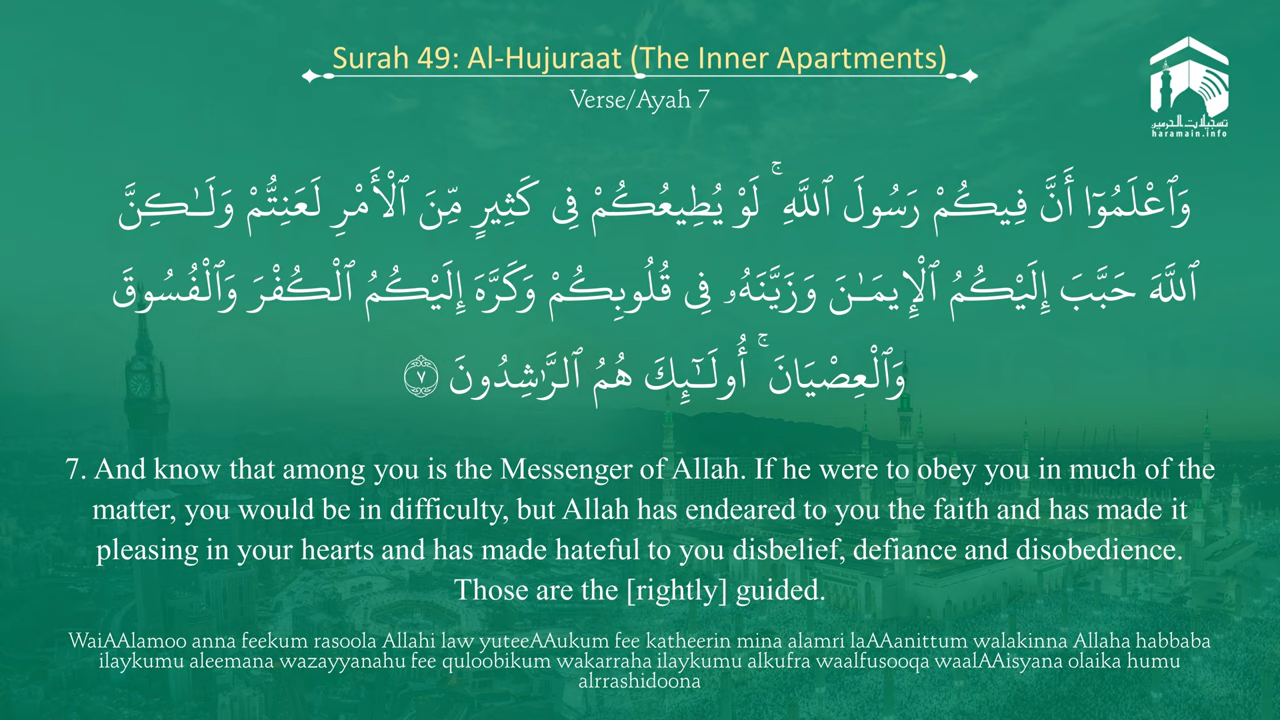 Surah 49: Al-Hujuraat (The Inner Apartments)
Verse/Ayah 7
تسجيلات الحرمين
haramain.info
وَٱعْلَمُوٓا۟ أَنَّ فِيكُمْ رَسُولَ ٱللَّهِ ۚ لَوْ يُطِيعُكُمْ فِى كَثِيرٍ مِّنَ ٱلْأَمْرِ لَعَنِتُّمْ وَلَـٰكِنَّ
ٱللَّهَ حَبَّبَ إِلَيْكُمُ ٱلْإِيمَـٰنَ وَزَيَّنَهُۥ فِى قُلُوبِكُمْ وَكَرَّهَ إِلَيْكُمُ ٱلْكُفْرَ وَٱلْفُسُوقَ
وَٱلْعِصْيَانَ ۚ أُو۟لَـٰٓئِكَ هُمُ ٱلرَّٰشِدُونَ ٧
7. And know that among you is the Messenger of Allah. If he were to obey you in much of the
matter, you would be in difficulty, but Allah has endeared to you the faith and has made it
pleasing in your hearts and has made hateful to you disbelief, defiance and disobedience.
Those are the [rightly] guided.
WaiAAlamoo anna feekum rasoola Allahi law yuteeAAukum fee katheerin mina alamri laAAanittum walakinna Allaha habbaba
ilaykumu aleemana wazayyanahu fee quloobikum wakarraha ilaykumu alkufra waalfusooqa waalAAisyana olaika humu
alrrashidoona